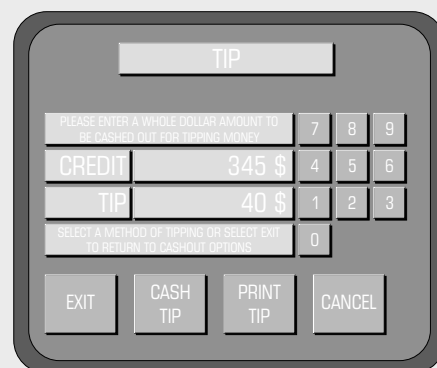 TIP
PLEASE ENTER A WHOLE DOLLAR AMOUNT TO
BE CASHED OUT FOR TIPPING MONEY
7 8 9
CREDIT 345 $ 4 5 6
TIP 40 $ 1 2 3
SELECT A METHOD OF TIPPING OR SELECT EXIT
TO RETURN TO CASHOUT OPTIONS
0
EXIT
CASH
TIP
PRINT
TIP
CANCEL